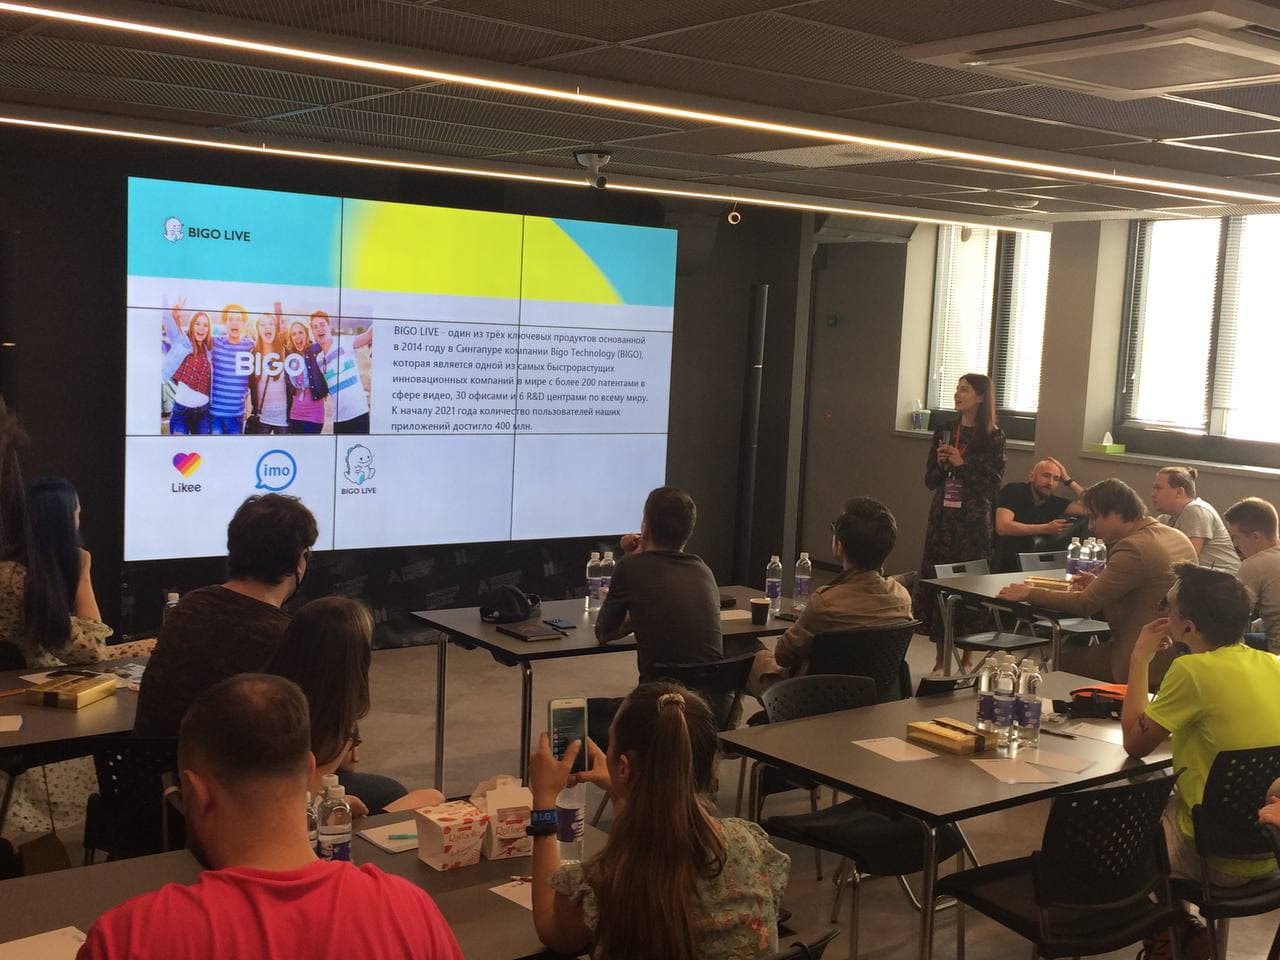 BIGO LIVE
BIGO
BIGO LIVE - один из трёх ключевых продуктов основанной
в 2014 году в Сингапуре компании Bigo Technology (BIGO),
которая является одной из самых быстрорастущих
инновационных компаний в мире с более 200 патентами в
сфере видео, 30 офисами и 6 R&D центрами по всему миру.
К началу 2021 года количество пользователей наших
приложений достигло 400 млн.
Likee
imo
BIGO LIVE
LG
Raffaello